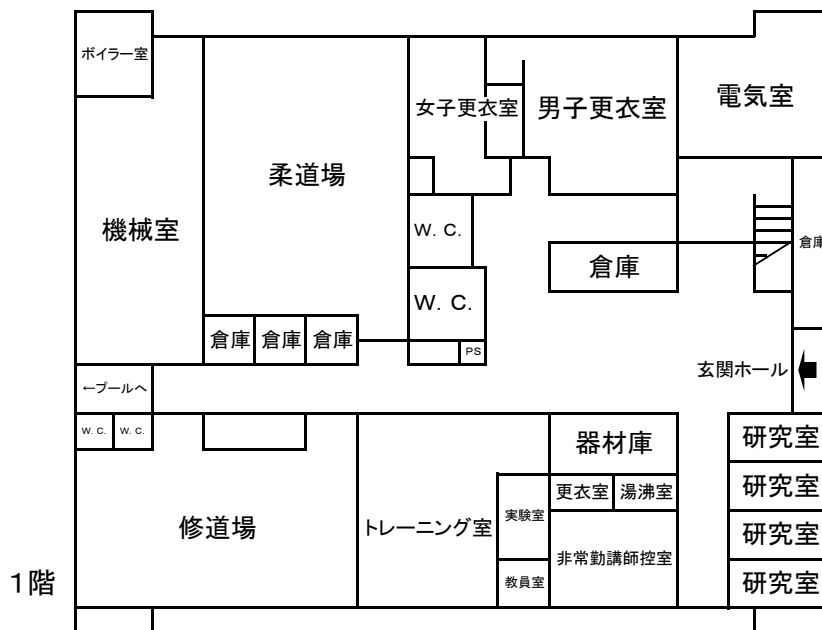 ボイラー室
女子更衣室
男子更衣室
電気室
柔道場
機械室
W. C.
倉庫
倉庫
W. C.
倉庫
倉庫
倉庫
PS
←プールへ
玄関ホール
W. C.
W. C.
器材庫
研究室
更衣室
湯沸室
研究室
修道場
トレーニング室
実験室
研究室
非常勤講師控室
1階
教員室
研究室